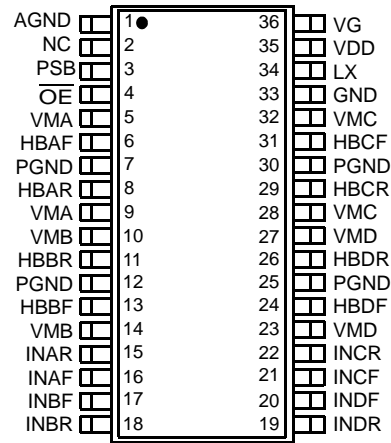 AGND 1 36 VG
NC 2 35 VDD
PSB 3 34 LX
OE 4 33 GND
VMA 5 32 VMC
HBAF 6 31 HBCF
PGND 7 30 PGND
HBAR 8 29 HBCR
VMA 9 28 VMC
VMB 10 27 VMD
HBBR 11 26 HBDR
PGND 12 25 PGND
HBBF 13 24 HBDF
VMB 14 23 VMD
INAR 15 22 INCR
INAF 16 21 INCF
INBF 17 20 INDF
INBR 18 19 INDR